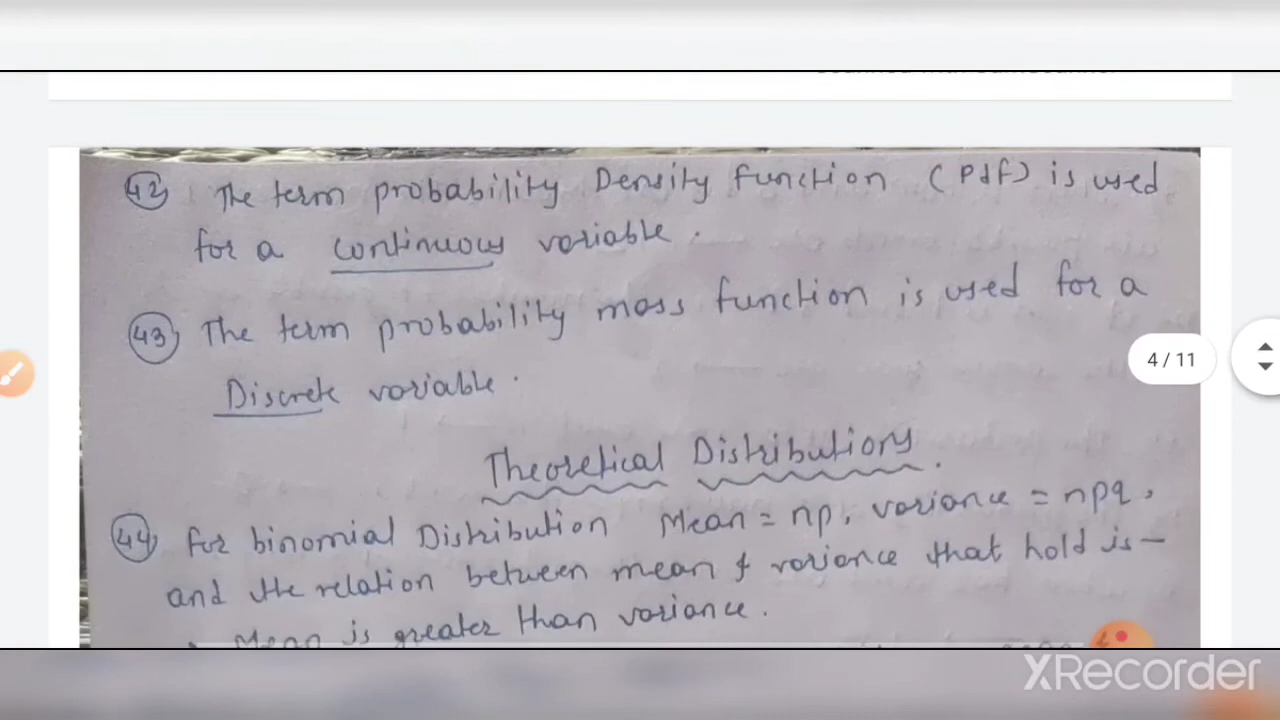 42 The term probability Density function (Pdf) is used
for a continuous variable.
43 The term probability mass function is used for a
Discrete variable.
4 / 11
Theoretical Distributions.
44 for binomial Distribution Mean = np, variance = npq,
and the relation between mean & variance that hold is -
• Mean is greater than variance.
XRecorder